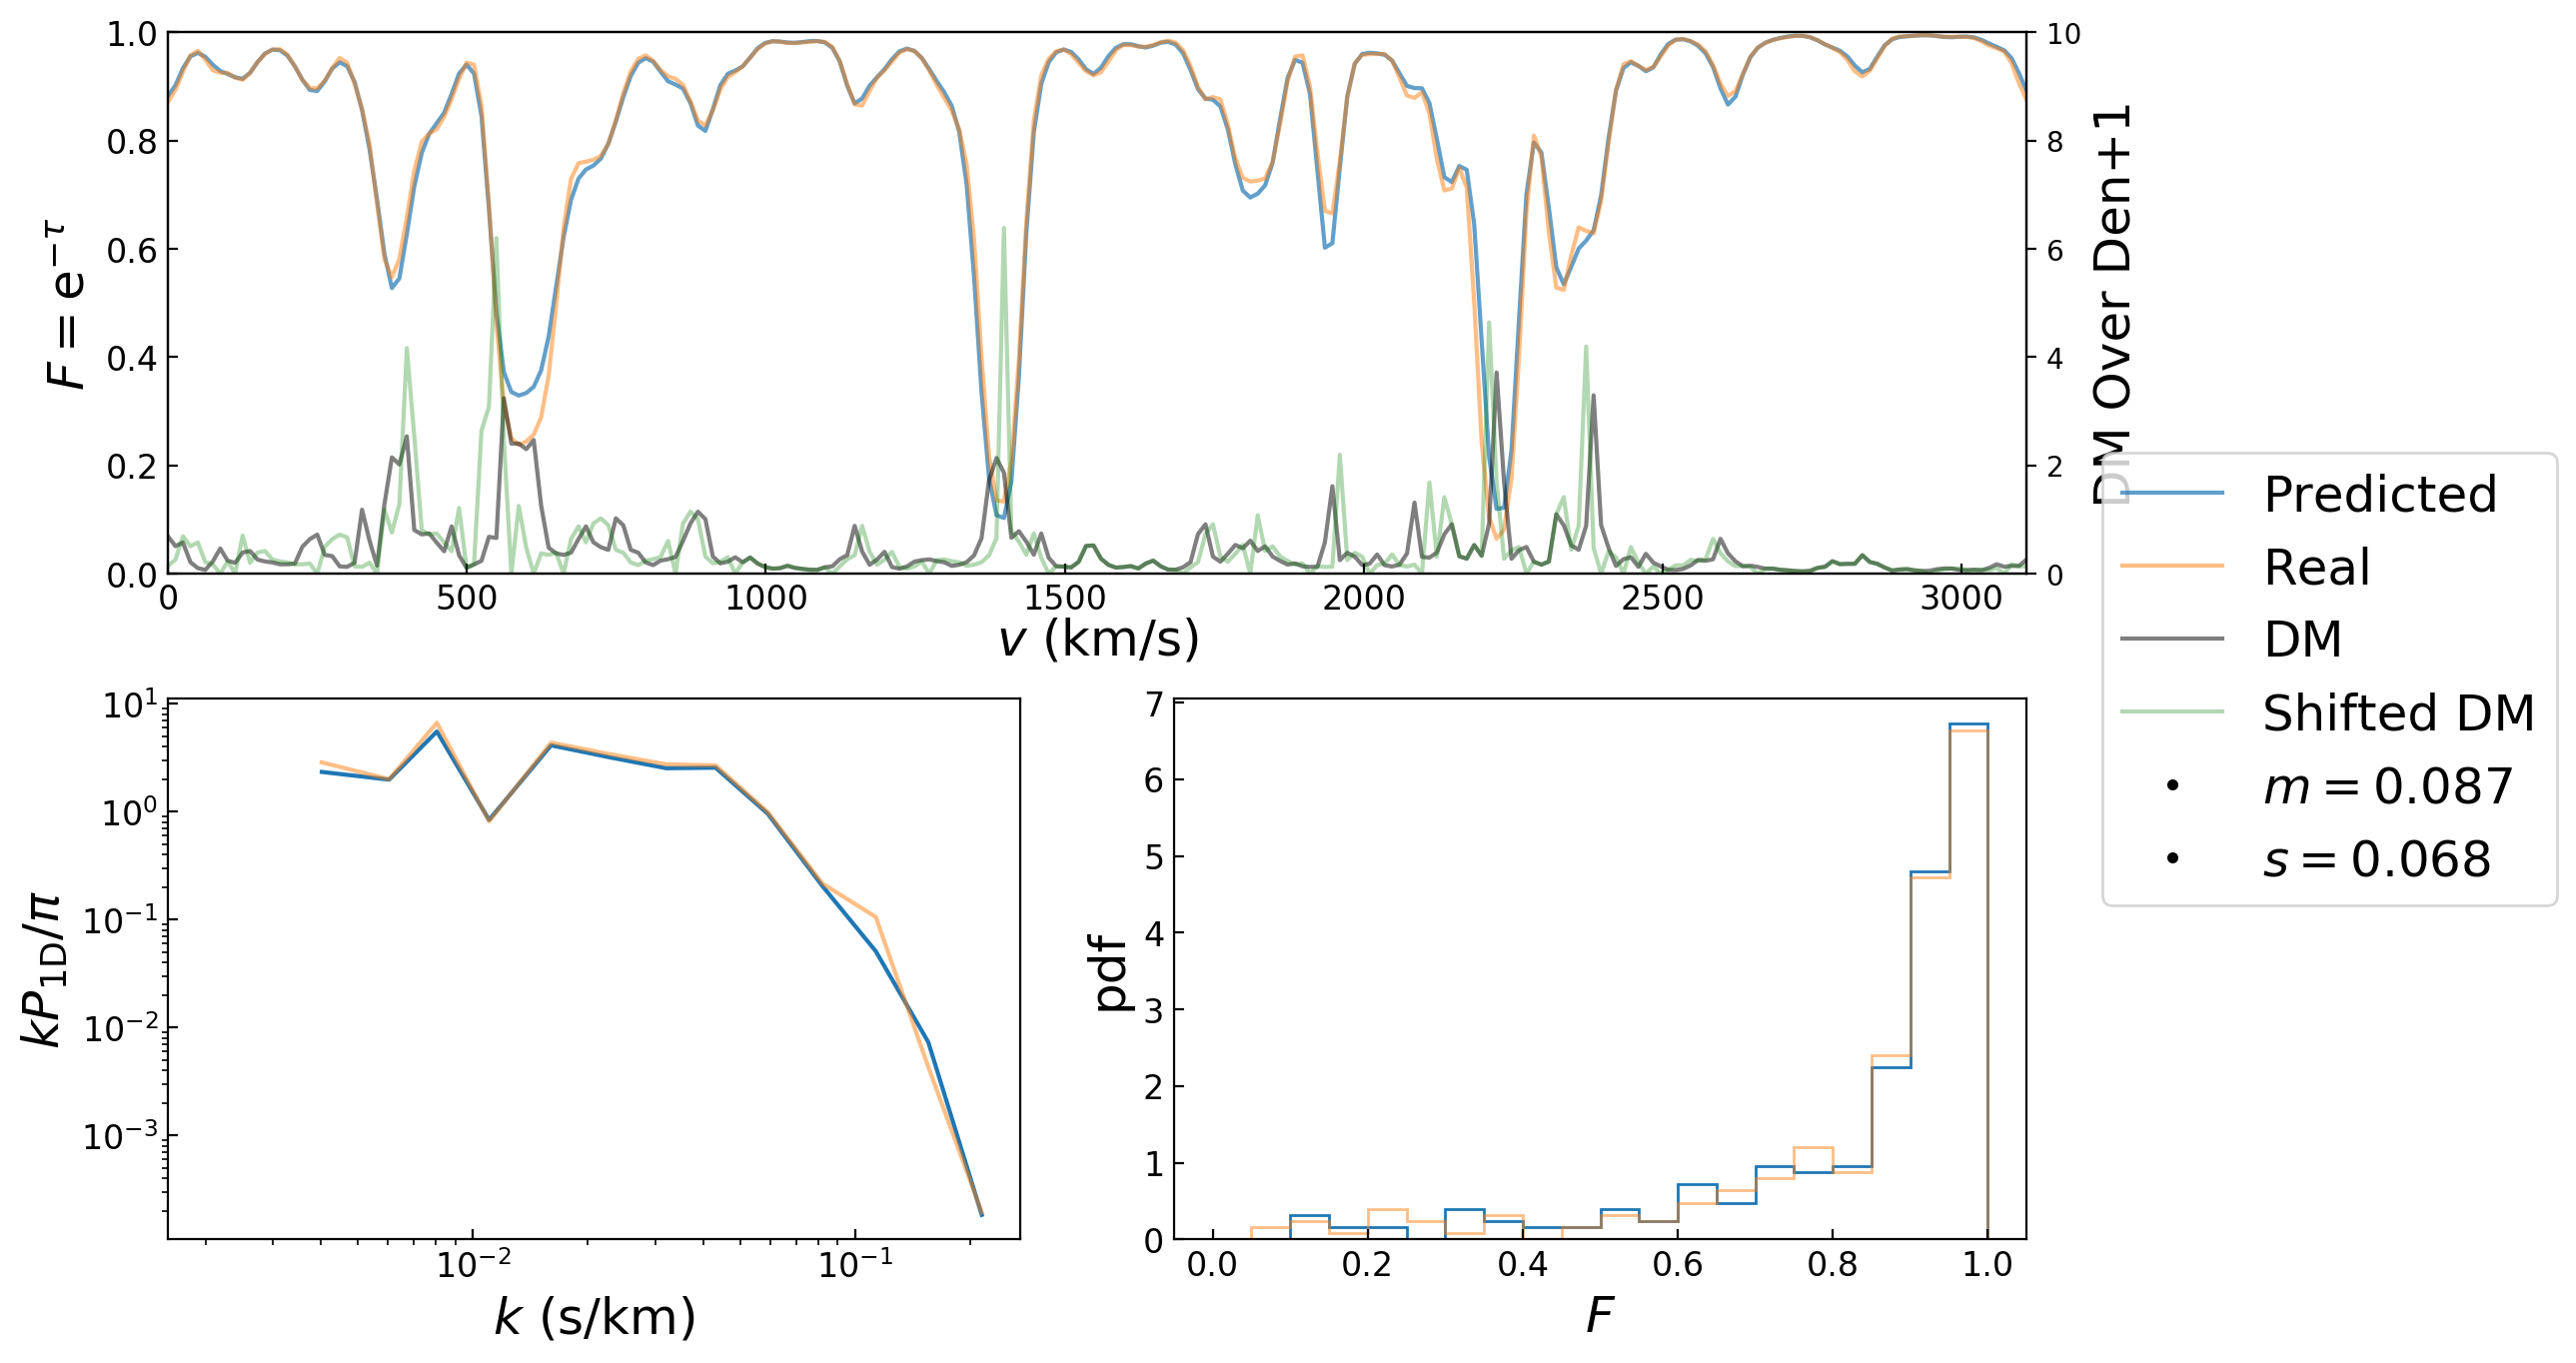 1.0
0.8
0.6
0.4
0.2
0.0
F = e^{−τ}
10
8
6
4
2
0
DM Over Den+1
0 500 1000 1500 2000 2500 3000
v (km/s)
10^1
10^0
10^{−1}
10^{−2}
10^{−3}
kP_{1D}/π
10^{−2} 10^{−1}
k (s/km)
7
6
5
4
3
2
1
0
pdf
0.0 0.2 0.4 0.6 0.8 1.0
F
Predicted
Real
DM
Shifted DM
m = 0.087
s = 0.068